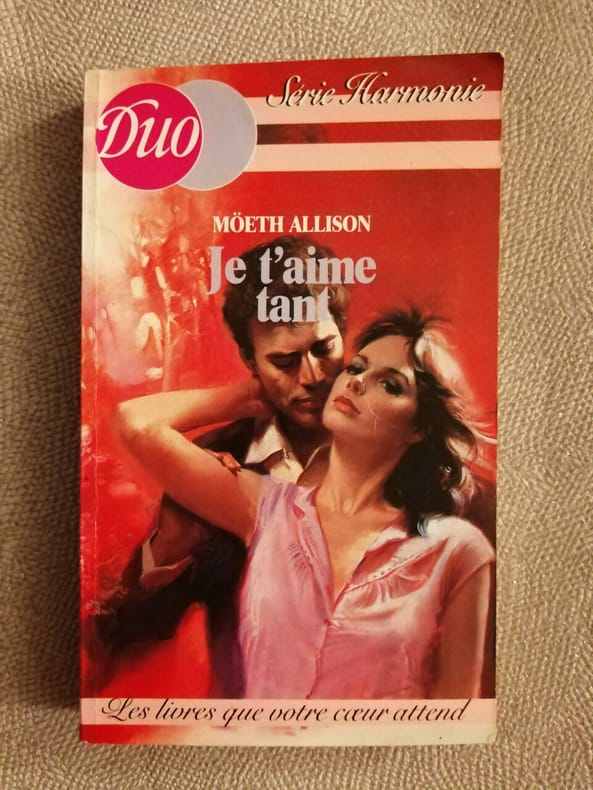 Duo
Série Harmonie
MÖETH ALLISON
Je t'aime
tant
Les livres que votre cœur attend